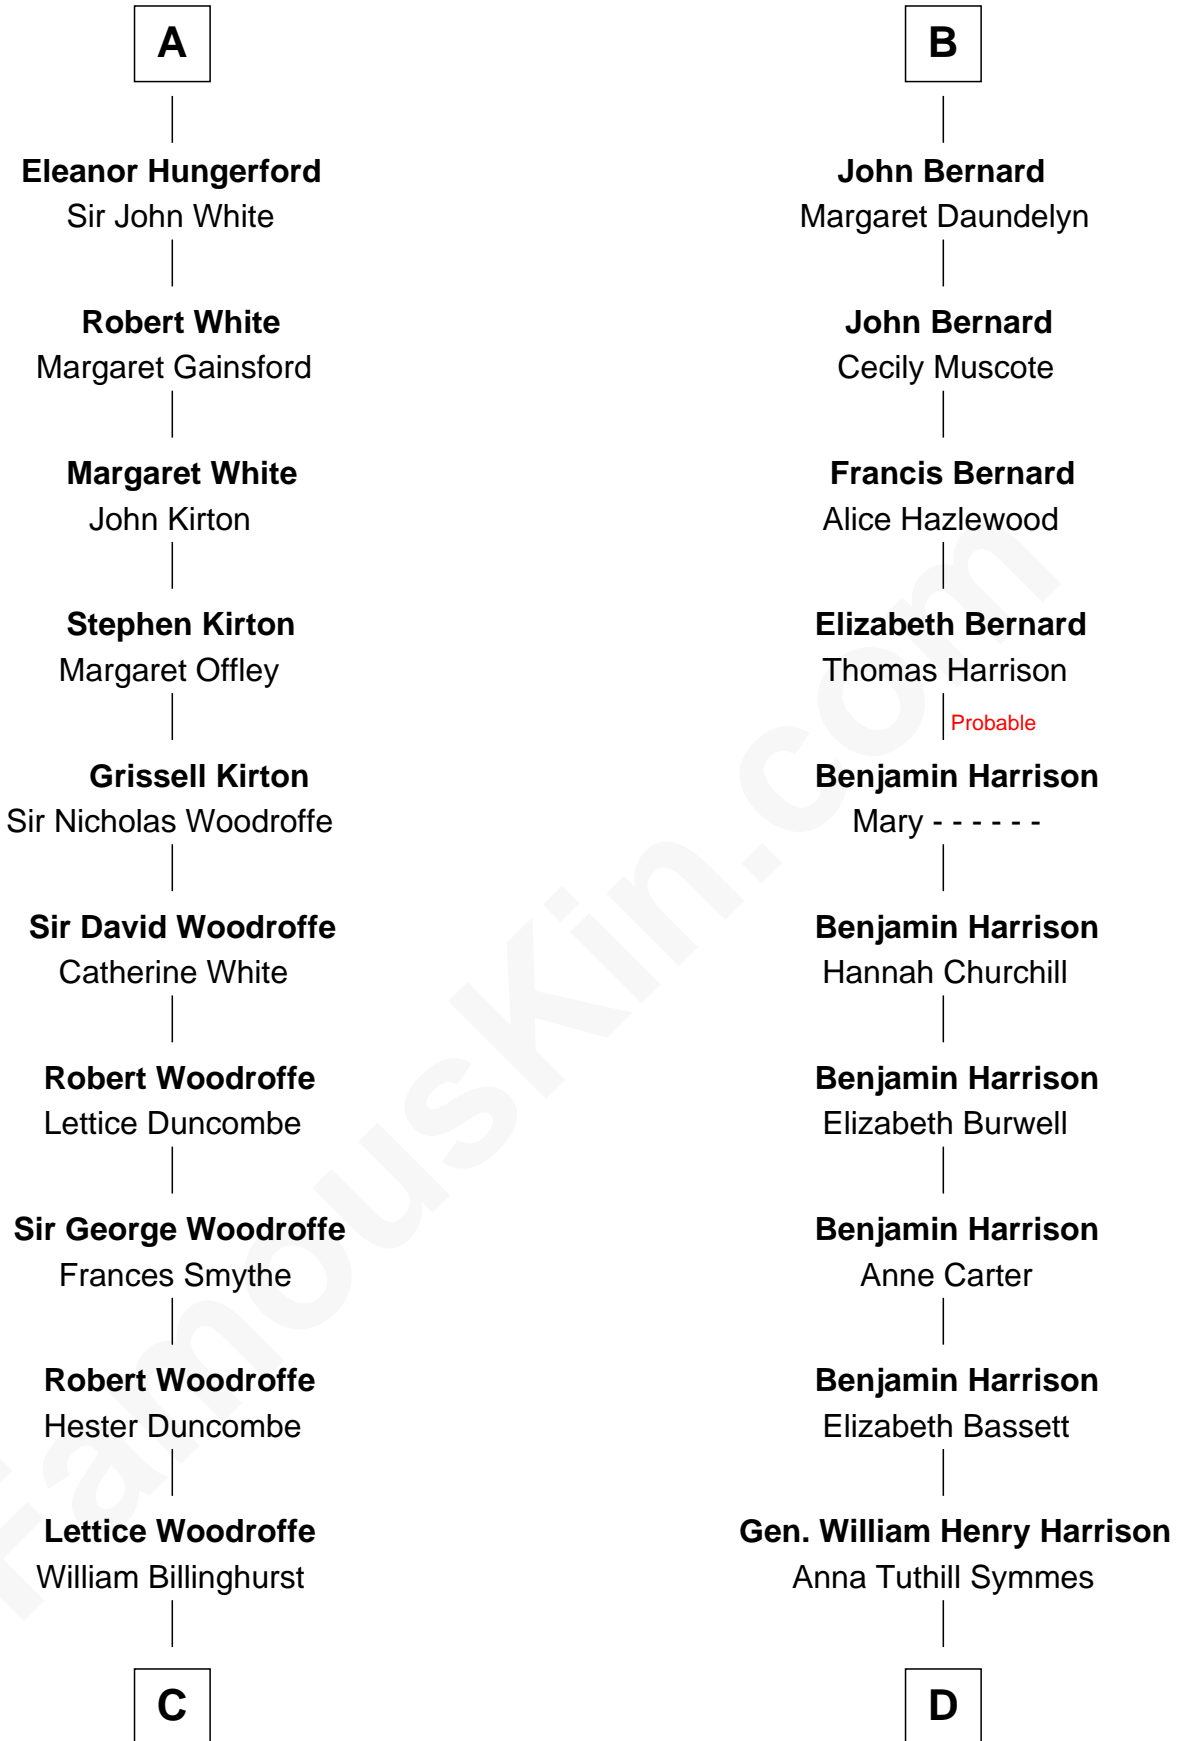 A
Eleanor Hungerford
Sir John White
Robert White
Margaret Gainsford
Margaret White
John Kirton
Stephen Kirton
Margaret Offley
Grissell Kirton
Sir Nicholas Woodroffe
Sir David Woodroffe
Catherine White
Robert Woodroffe
Lettice Duncombe
Sir George Woodroffe
Frances Smythe
Robert Woodroffe
Hester Duncombe
Lettice Woodroffe
William Billinghurst
C
B
John Bernard
Margaret Daundelyn
John Bernard
Cecily Muscote
Francis Bernard
Alice Hazlewood
Elizabeth Bernard
Thomas Harrison
Probable
Benjamin Harrison
Mary - - - - - -
Benjamin Harrison
Hannah Churchill
Benjamin Harrison
Elizabeth Burwell
Benjamin Harrison
Anne Carter
Benjamin Harrison
Elizabeth Bassett
Gen. William Henry Harrison
Anna Tuthill Symmes
D
FamousKin.com